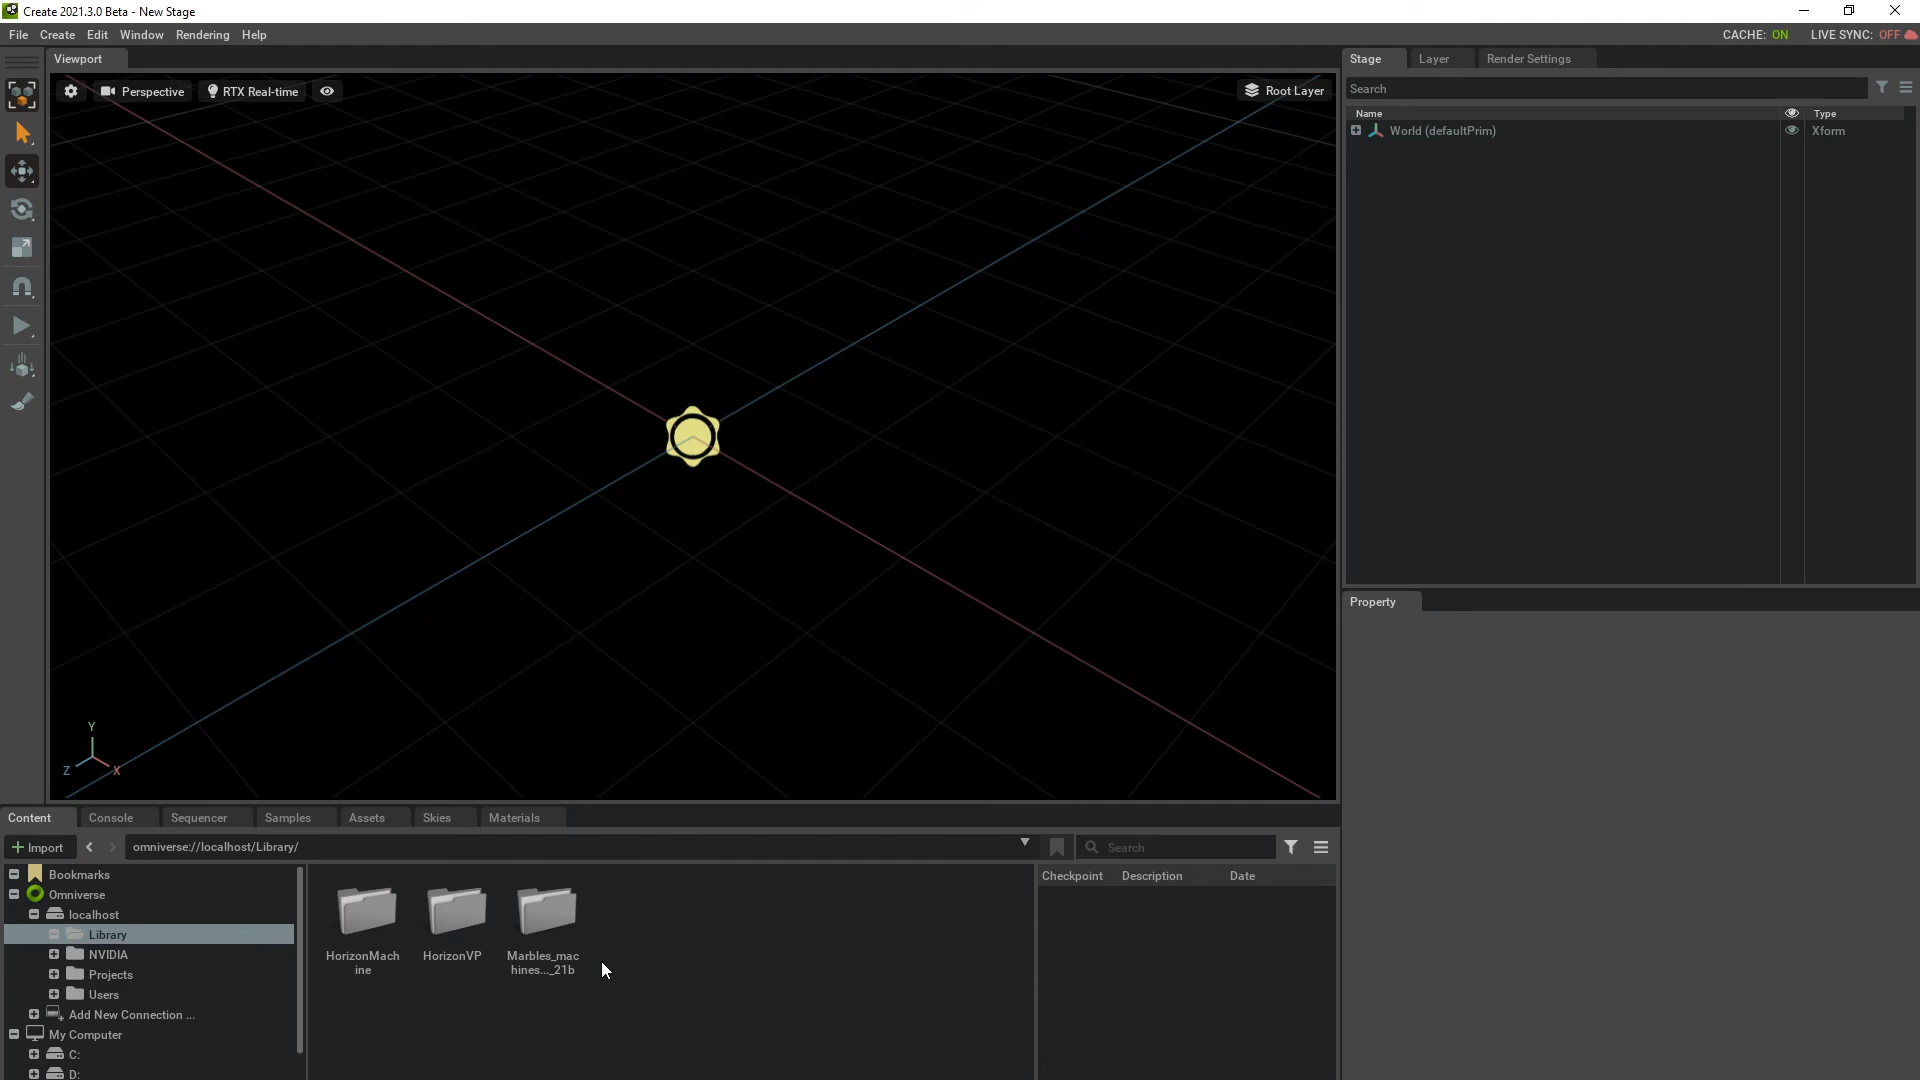 Create 2021.3.0 Beta - New Stage
File Create Edit Window Rendering Help
CACHE: ON LIVE SYNC: OFF
Viewport
Stage Layer Render Settings
Perspective RTX Real-time
Root Layer
Search
Name Type
World (defaultPrim) Xform
Property
Y
Z X
Content Console Sequencer Samples Assets Skies Materials
Import omniverse://localhost/Library/ Search
Bookmarks
Omniverse
localhost
Library
NVIDIA
Projects
Users
Add New Connection ...
My Computer
C:
D:
HorizonMach
ine
HorizonVP
Marbles_mac
hines..._21b
Checkpoint Description Date